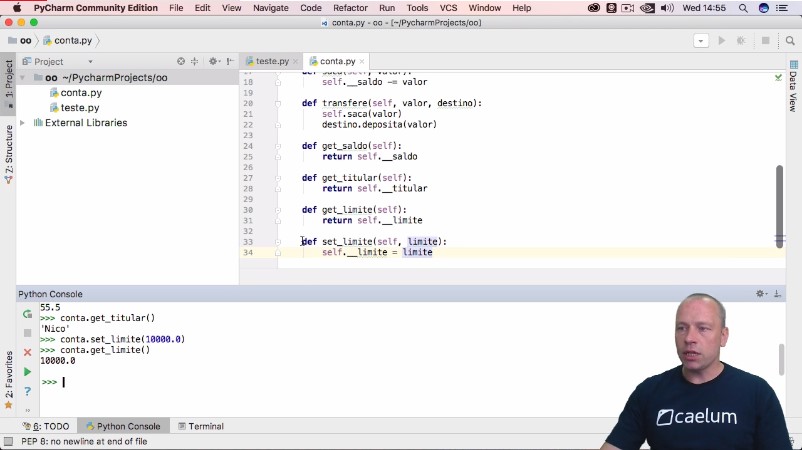 PyCharm Community Edition File Edit View Navigate Code Refactor Run Tools VCS Window Help Wed 14:55
conta.py - oo - [~/PycharmProjects/oo]
oo conta.py
Project teste.py conta.py
1: Project
Z: Structure
2: Favorites
Data View
oo ~/PycharmProjects/oo
conta.py
teste.py
External Libraries
18 self.__saldo -= valor
19
20 def transfere(self, valor, destino):
21 self.saca(valor)
22 destino.deposita(valor)
23
24 def get_saldo(self):
25 return self.__saldo
26
27 def get_titular(self):
28 return self.__titular
29
30 def get_limite(self):
31 return self.__limite
32
33 def set_limite(self, limite):
34 self.__limite = limite
Python Console
55.5
>>> conta.get_titular()
'Nico'
>>> conta.set_limite(10000.0)
>>> conta.get_limite()
10000.0
>>>
caelum
6: TODO Python Console Terminal
PEP 8: no newline at end of file